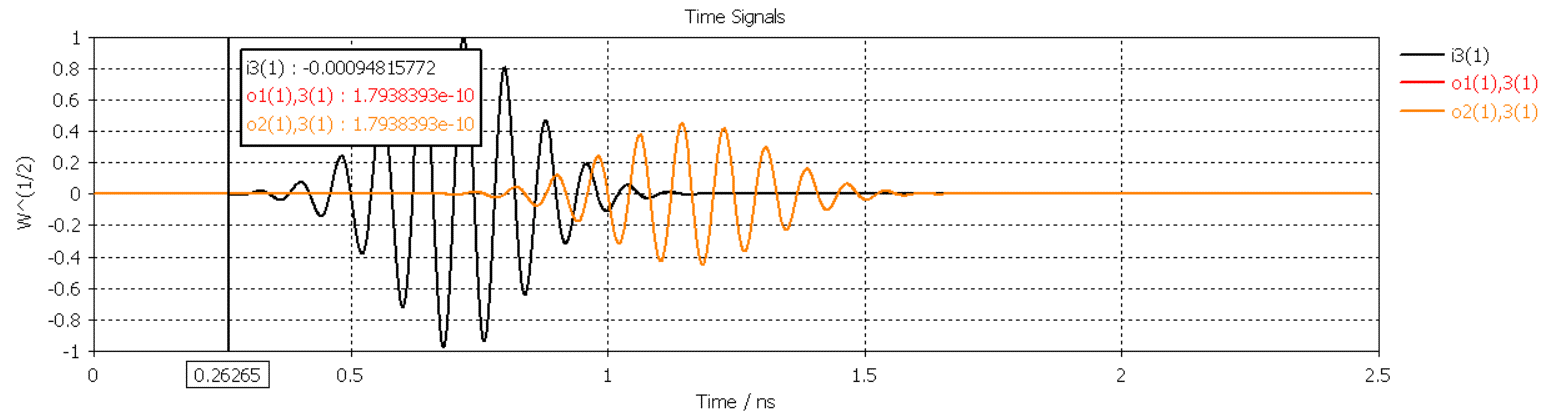 Time Signals
1
0.8
0.6
0.4
0.2
0
-0.2
-0.4
-0.6
-0.8
-1
W^(1/2)
i3(1) : -0.00094815772
o1(1),3(1) : 1.7938393e-10
o2(1),3(1) : 1.7938393e-10
i3(1)
o1(1),3(1)
o2(1),3(1)
0 0.26265 0.5 1 1.5 2 2.5
Time / ns